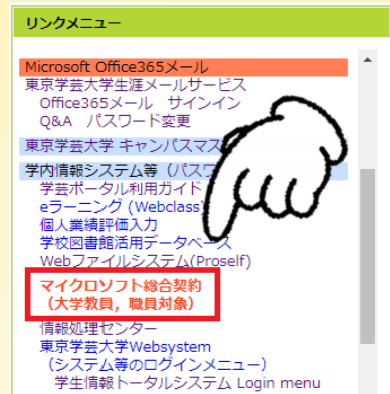 リンクメニュー
Microsoft Office365メール
東京学芸大学生涯メールサービス
Office365メール サインイン
Q&A パスワード変更
東京学芸大学 キャンパスマス
学内情報システム等（パスワ
学芸ポータル利用ガイド
eラーニング (Webclass)
個人業績評価入力
学校図書館活用データベース
Webファイルシステム(Proself)
マイクロソフト総合契約
（大学教員，職員対象）
情報処理センター
東京学芸大学Websystem
（システム等のログインメニュー）
学生情報トータルシステム Login menu